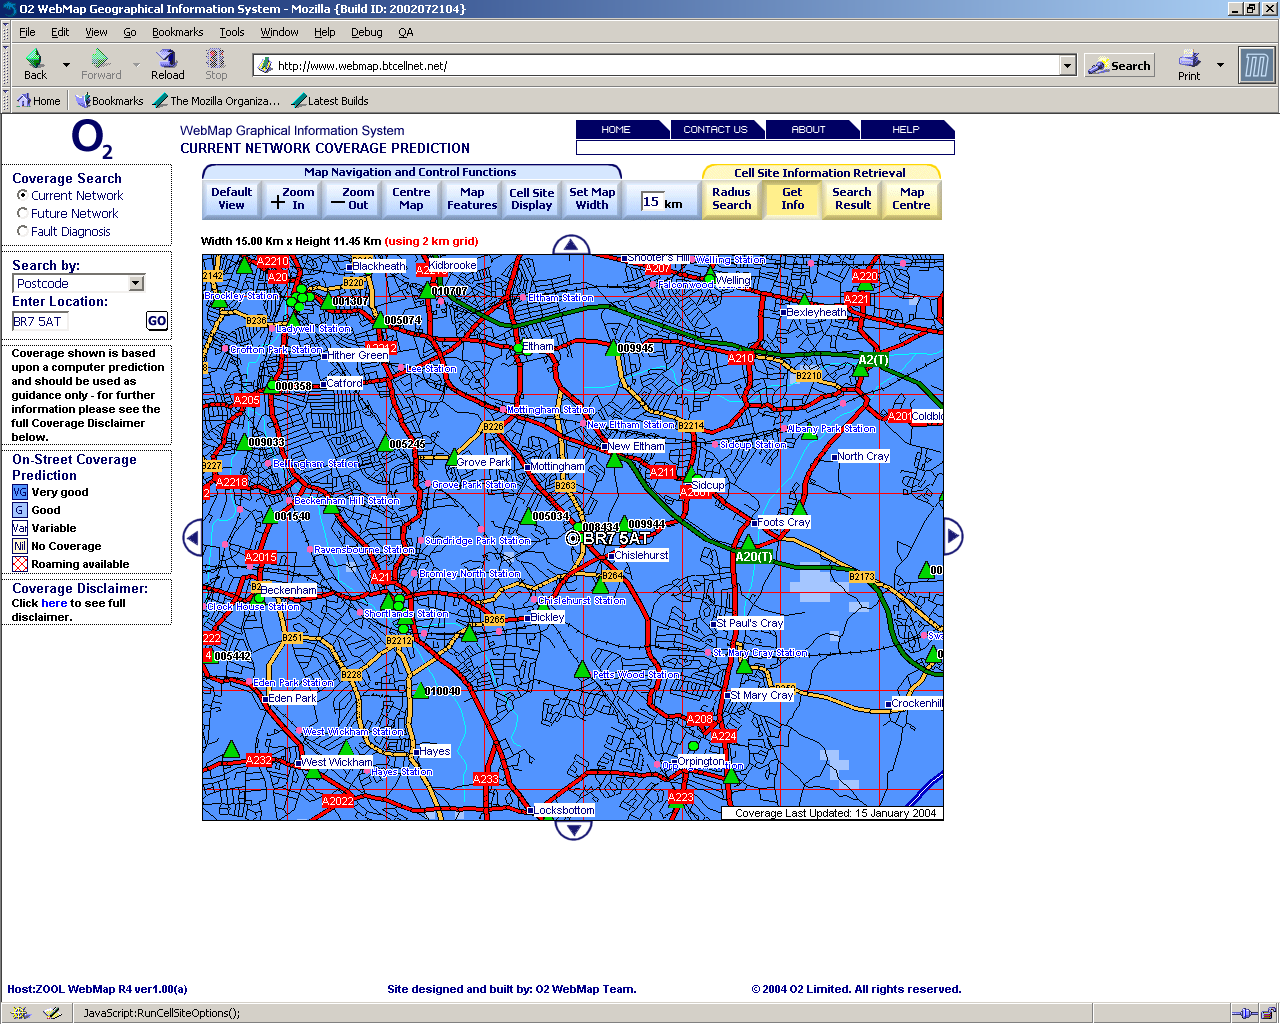 O2 WebMap Geographical Information System - Mozilla {Build ID: 2002072104}
File Edit View Go Bookmarks Tools Window Help Debug QA
Back Forward Reload Stop http://www.webmap.btcellnet.net/ Search Print
Home Bookmarks The Mozilla Organiza... Latest Builds
O2
WebMap Graphical Information System
CURRENT NETWORK COVERAGE PREDICTION
HOME CONTACT US ABOUT HELP
Map Navigation and Control Functions
Cell Site Information Retrieval
Default View
+ Zoom In
− Zoom Out
Centre Map
Map Features
Cell Site Display
Set Map Width
15 km
Radius Search
Get Info
Search Result
Map Centre
Coverage Search
Current Network
Future Network
Fault Diagnosis
Search by:
Postcode
Enter Location:
BR7 5AT GO
Coverage shown is based
upon a computer prediction
and should be used as
guidance only - for further
information please see the
full Coverage Disclaimer
below.
On-Street Coverage
Prediction
VG Very good
G Good
Var Variable
Nil No Coverage
Roaming available
Coverage Disclaimer:
Click here to see full
disclaimer.
Width 15.00 Km x Height 11.45 Km (using 2 km grid)
A2210
A20
Blackheath
Kidbrooke
Shooter's Hill
Welling Station
A207
A220
B220
Falconwood
Welling
Brockley Station
001307
010707
Eltham Station
A221
Bexleyheath
B236
Ladywell Station
005074
Crofton Park Station
Hither Green
A2212
Eltham
009945
A210
A2(T)
Lee Station
B2210
000358
Catford
A205
Mottingham Station
Coldblo
B226
New Eltham Station
B2214
Albany Park Station
009033
005245
New Eltham
Sidcup Station
North Cray
B227
Bellingham Station
Grove Park
Mottingham
A211
A2218
B263
Sidcup
Grove Park Station
Beckenham Hill Station
001540
005034
008434
009944
Foots Cray
BR7 5AT
Sundridge Park Station
Ravensbourne Station
A2015
Chislehurst
A20(T)
A21
Bromley North Station
B264
B2173
Beckenham
Clock House Station
Shortlands Station
Chislehurst Station
Bickley
B265
St Paul's Cray
B251
B2212
005442
St. Mary Cray Station
B228
Petts Wood Station
Eden Park Station
Eden Park
010040
St Mary Cray
Crockenhil
A208
West Wickham Station
A224
Hayes
A232
West Wickham
Hayes Station
Orpington
A233
A2022
A223
Locksbottom
Coverage Last Updated: 15 January 2004
Host:ZOOL WebMap R4 ver1.00(a)
Site designed and built by: O2 WebMap Team.
© 2004 O2 Limited. All rights reserved.
JavaScript:RunCellSiteOptions();